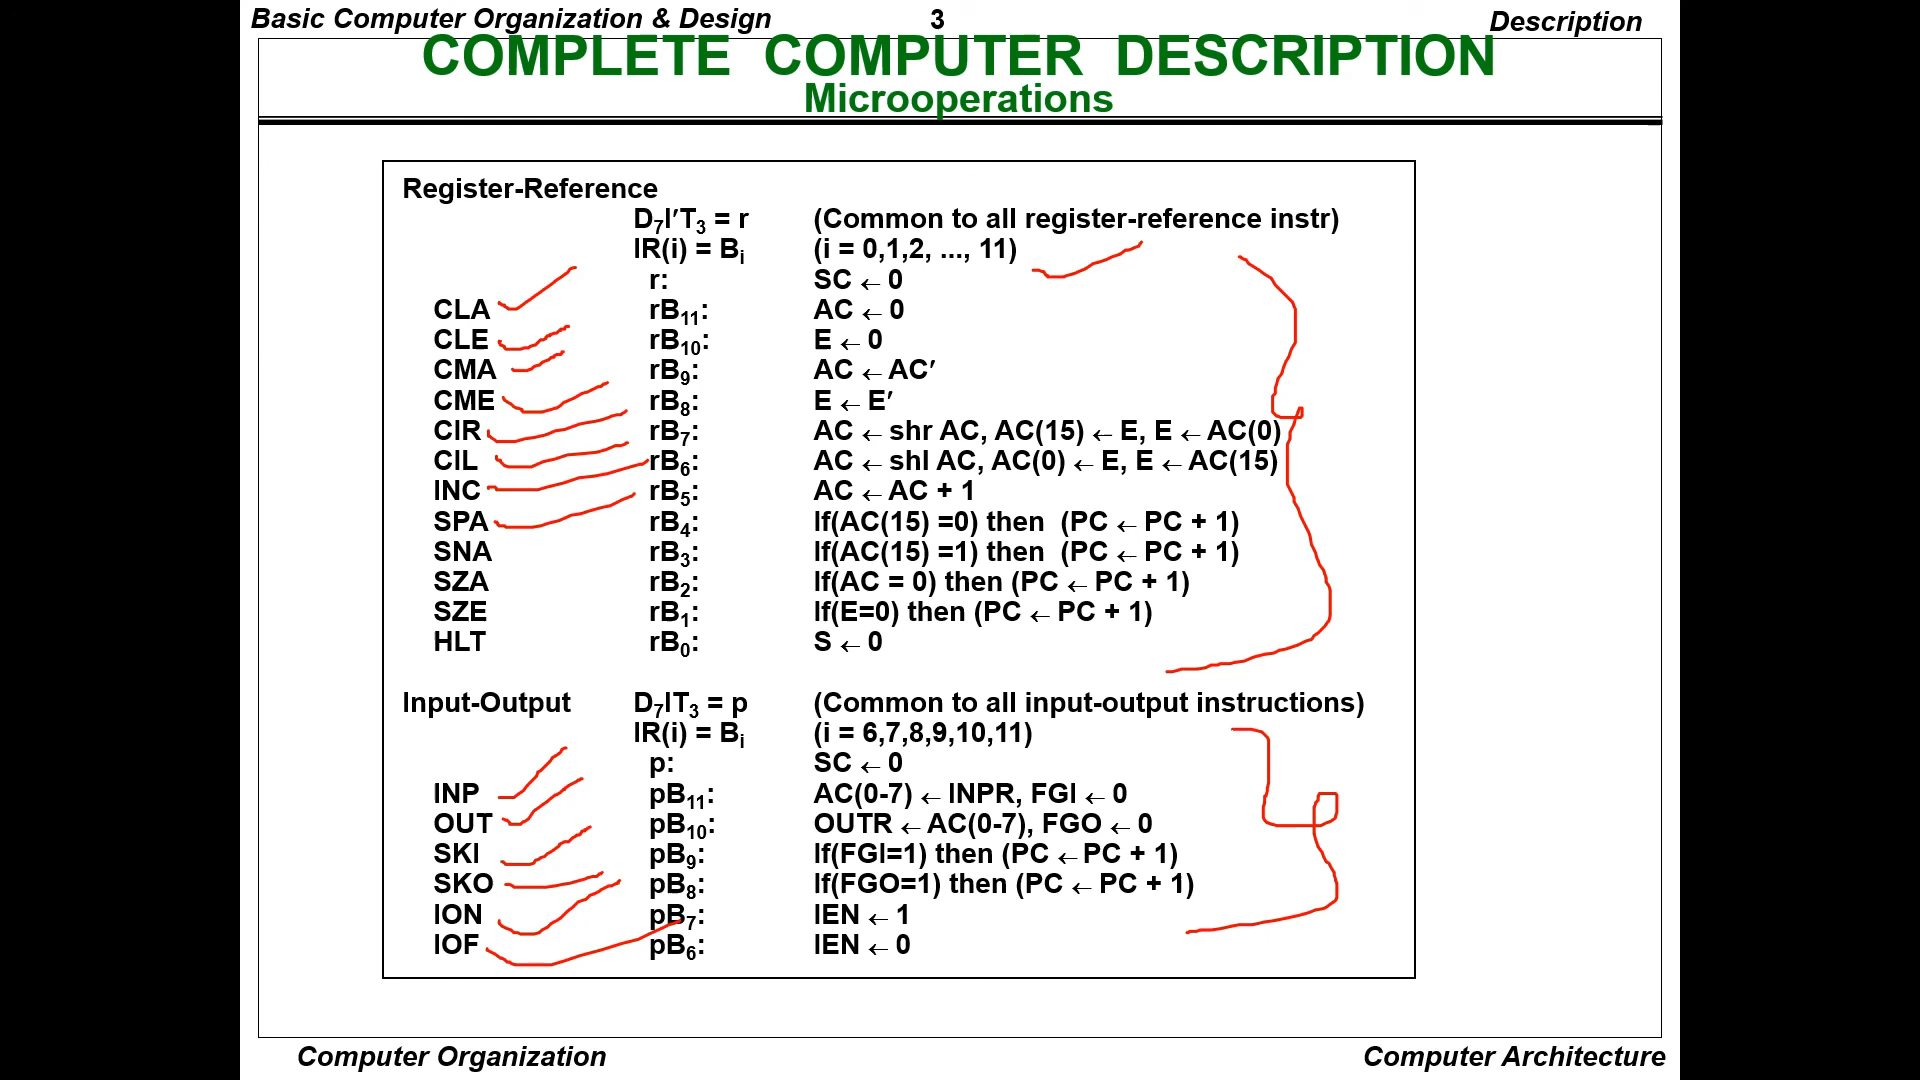 Basic Computer Organization & Design 3 Description
COMPLETE COMPUTER DESCRIPTION
Microoperations
Register-Reference
D₇I′T₃ = r (Common to all register-reference instr)
IR(i) = Bᵢ (i = 0,1,2, ..., 11)
r: SC ← 0
CLA rB₁₁: AC ← 0
CLE rB₁₀: E ← 0
CMA rB₉: AC ← AC′
CME rB₈: E ← E′
CIR rB₇: AC ← shr AC, AC(15) ← E, E ← AC(0)
CIL rB₆: AC ← shl AC, AC(0) ← E, E ← AC(15)
INC rB₅: AC ← AC + 1
SPA rB₄: If(AC(15) =0) then (PC ← PC + 1)
SNA rB₃: If(AC(15) =1) then (PC ← PC + 1)
SZA rB₂: If(AC = 0) then (PC ← PC + 1)
SZE rB₁: If(E=0) then (PC ← PC + 1)
HLT rB₀: S ← 0
Input-Output D₇IT₃ = p (Common to all input-output instructions)
IR(i) = Bᵢ (i = 6,7,8,9,10,11)
p: SC ← 0
INP pB₁₁: AC(0-7) ← INPR, FGI ← 0
OUT pB₁₀: OUTR ← AC(0-7), FGO ← 0
SKI pB₉: If(FGI=1) then (PC ← PC + 1)
SKO pB₈: If(FGO=1) then (PC ← PC + 1)
ION pB₇: IEN ← 1
IOF pB₆: IEN ← 0
Computer Organization Computer Architecture